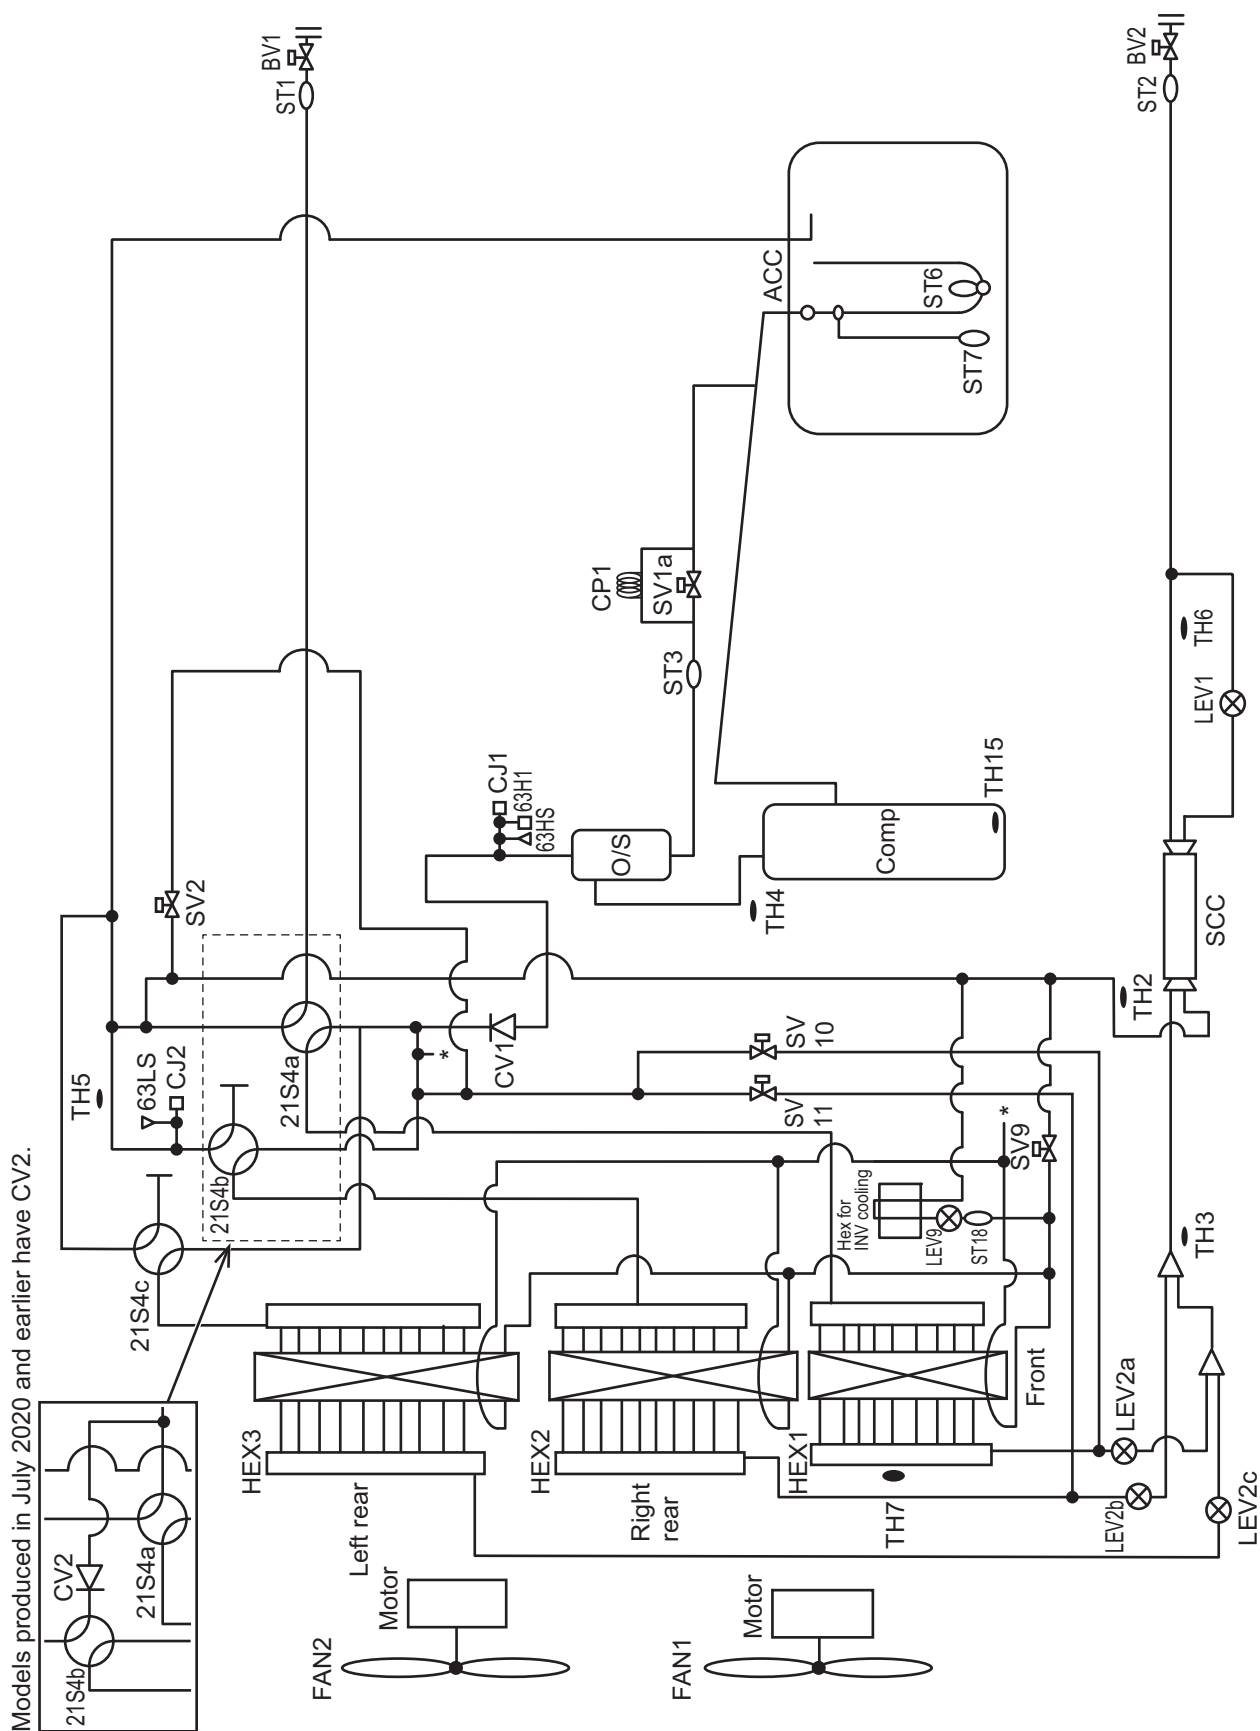 Models produced in July 2020 and earlier have CV2.
21S4b
CV2
21S4a
21S4c
21S4b
21S4a
TH5
63LS
CJ2
SV2
BV1
ST1
BV2
ST2
ACC
ST6
ST7
CP1
SV1a
ST3
CJ1
63H1
63HS
O/S
Comp
TH15
TH4
CV1
*
SV
10
SV
11
*
SV9
Hex for
INV cooling
LEV9
ST18
TH6
LEV1
SCC
TH2
TH3
HEX3
Left rear
HEX2
Right
rear
HEX1
Front
TH7
LEV2a
LEV2b
LEV2c
FAN2
Motor
FAN1
Motor